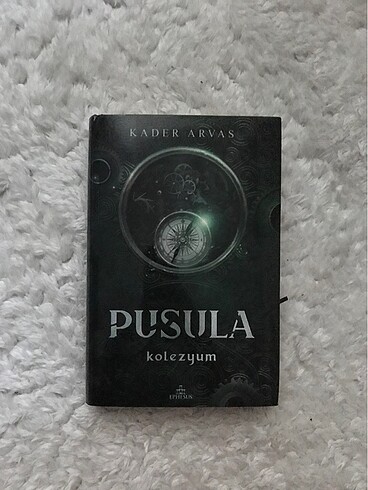 KADER ARVAS
PUSULA
kolezyum
EPHESUS